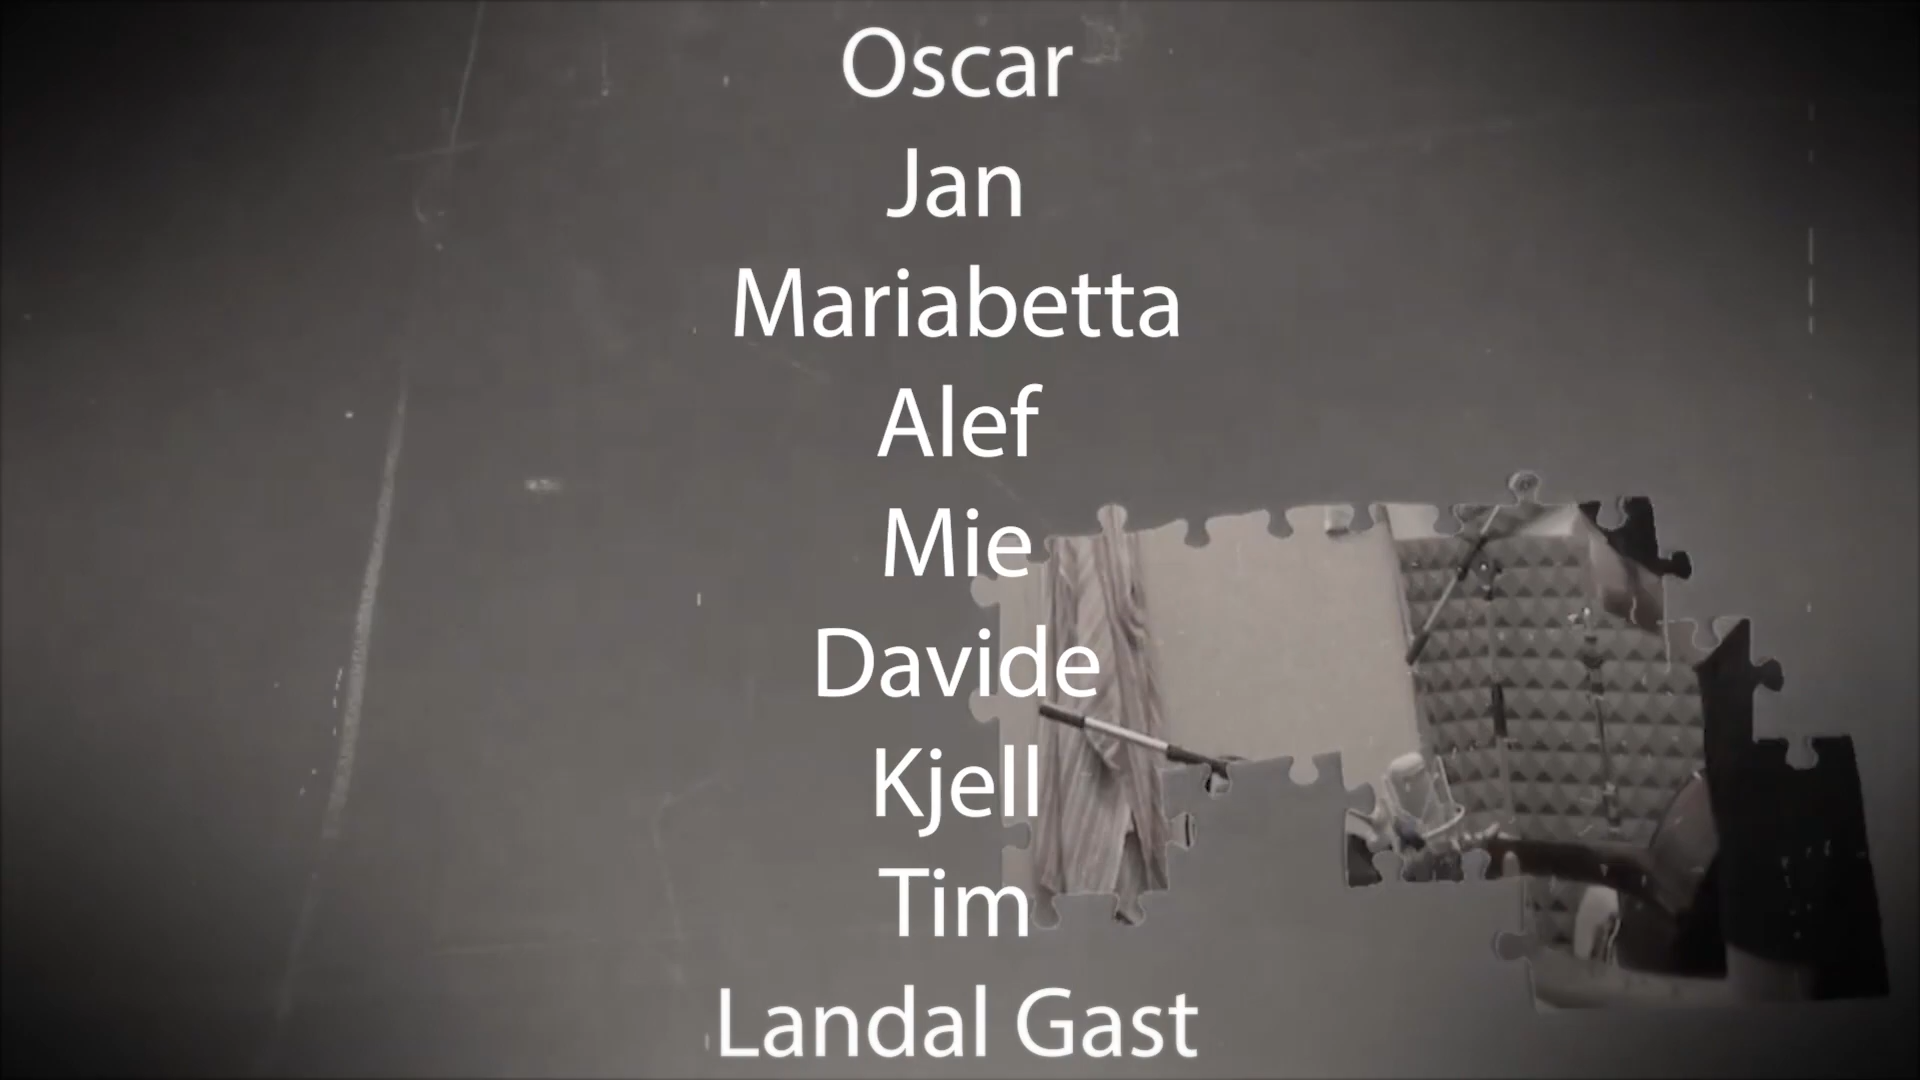 Oscar
Jan
Mariabetta
Alef
Mie
Davide
Kjell
Tim
Landal Gast